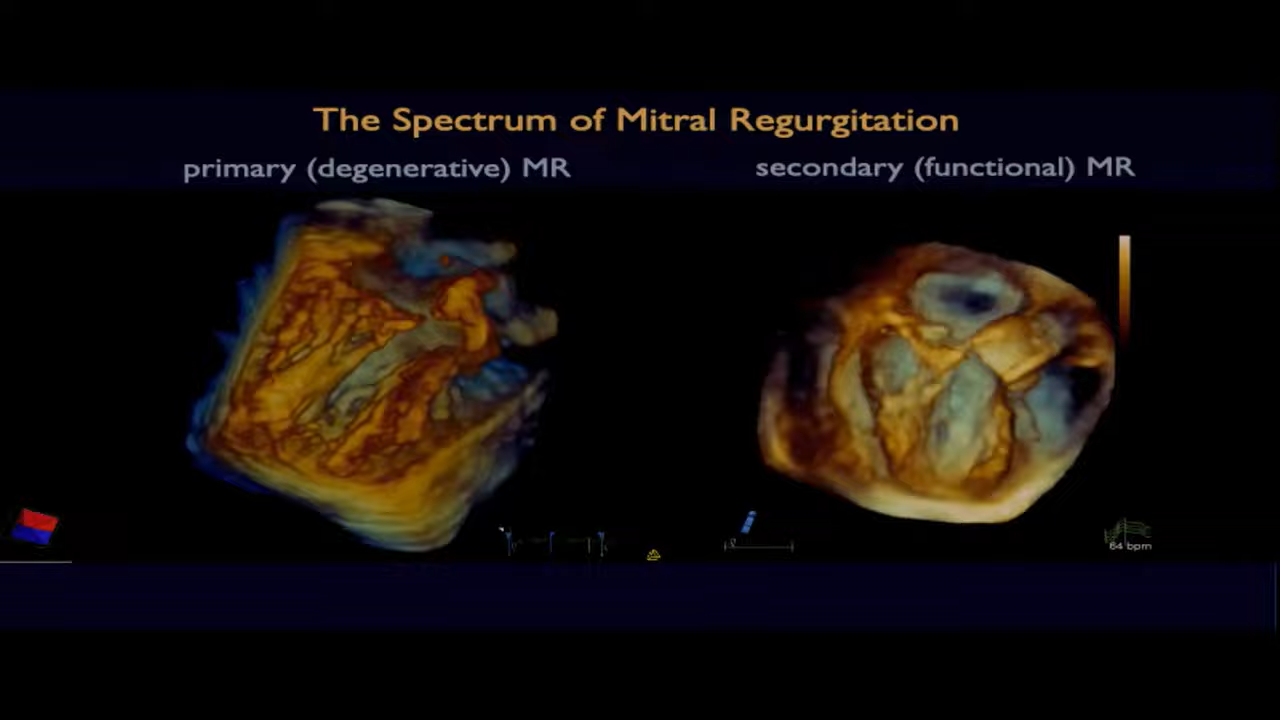 The Spectrum of Mitral Regurgitation
primary (degenerative) MR
secondary (functional) MR
64 bpm